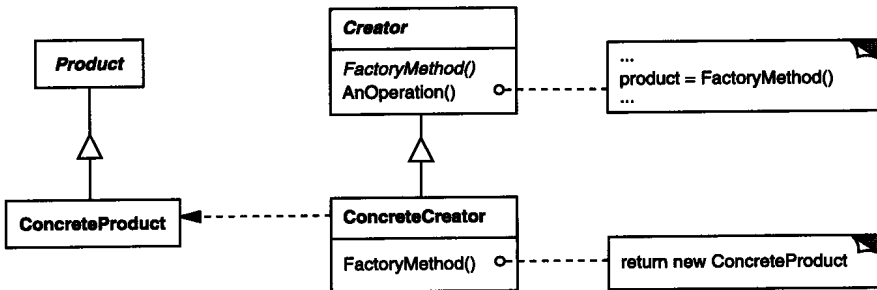 Product
Creator
FactoryMethod()
AnOperation()
...
product = FactoryMethod()
...
ConcreteProduct
ConcreteCreator
FactoryMethod()
return new ConcreteProduct